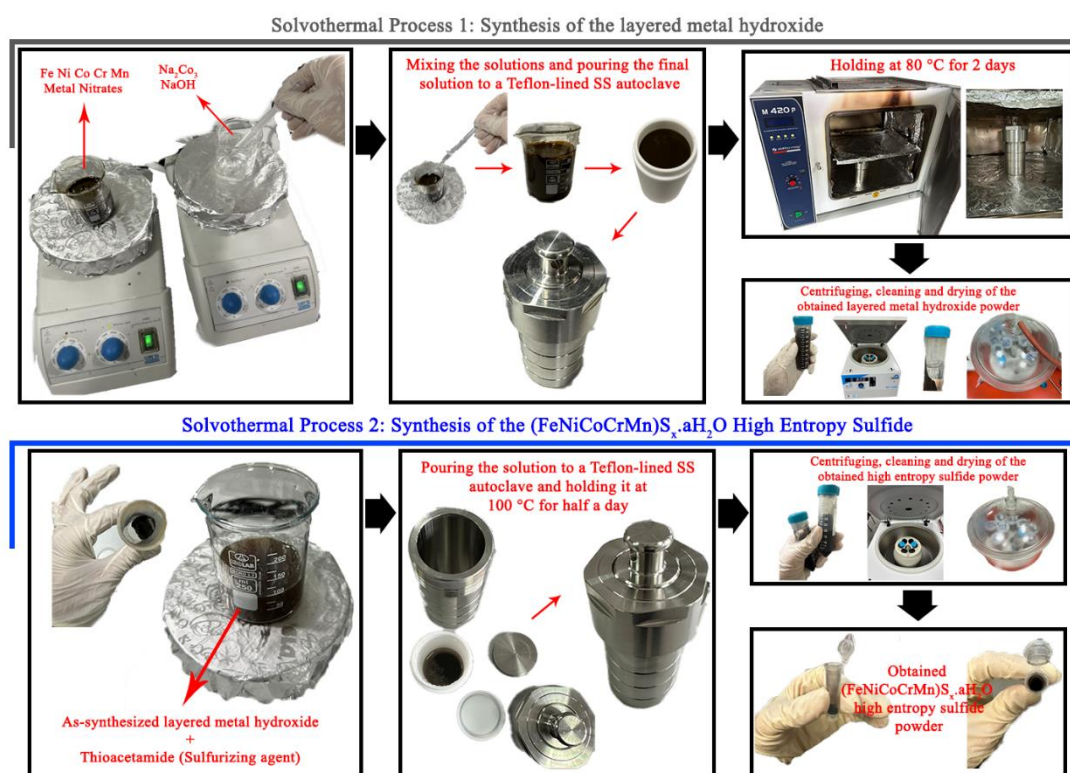 Solvothermal Process 1: Synthesis of the layered metal hydroxide
Fe Ni Co Cr Mn
Metal Nitrates
Na₂Co₃
NaOH
Mixing the solutions and pouring the final
solution to a Teflon-lined SS autoclave
Holding at 80 °C for 2 days
M 420 P
Centrifuging, cleaning and drying of the
obtained layered metal hydroxide powder
Solvothermal Process 2: Synthesis of the (FeNiCoCrMn)Sₓ.aH₂O High Entropy Sulfide
200
150
100
50
250
As-synthesized layered metal hydroxide
+
Thioacetamide (Sulfurizing agent)
Pouring the solution to a Teflon-lined SS
autoclave and holding it at
100 °C for half a day
Centrifuging, cleaning and drying of the
obtained high entropy sulfide powder
Obtained
(FeNiCoCrMn)Sₓ.aH₂O
high entropy sulfide
powder